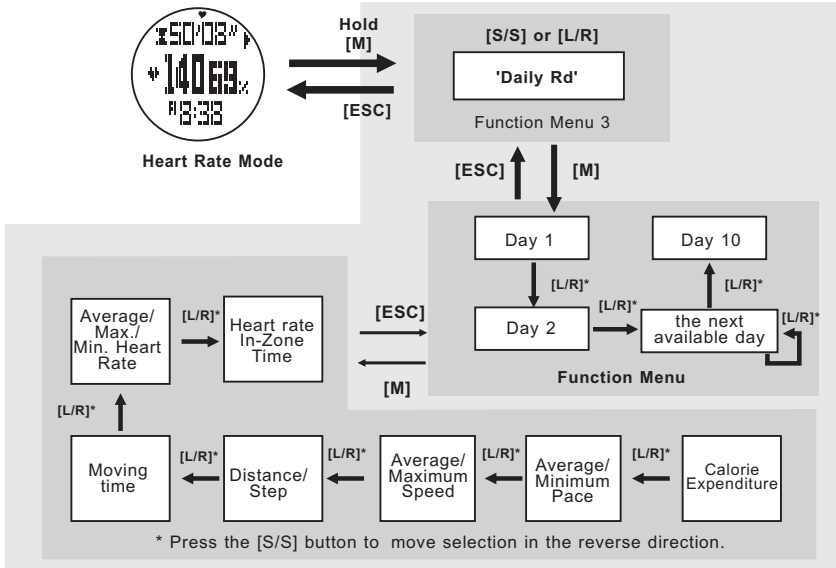 Hold
[M]
[ESC]
Heart Rate Mode
[S/S] or [L/R]
'Daily Rd'
Function Menu 3
[ESC]
[M]
Day 1
[L/R]*
Day 2
[L/R]*
the next
available day
[L/R]*
[L/R]*
Day 10
Function Menu
[ESC]
[M]
Average/
Max./
Min. Heart
Rate
[L/R]*
Heart rate
In-Zone
Time
[L/R]*
Moving
time
[L/R]*
Distance/
Step
[L/R]*
Average/
Maximum
Speed
[L/R]*
Average/
Minimum
Pace
[L/R]*
Calorie
Expenditure
* Press the [S/S] button to move selection in the reverse direction.